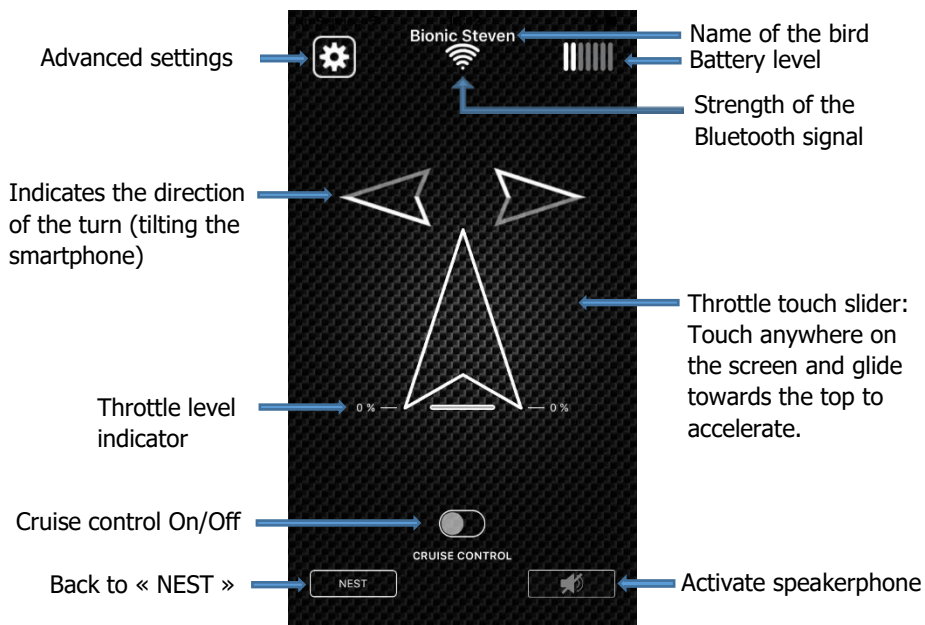 Bionic Steven
Name of the bird
Advanced settings
Battery level
Strength of the
Bluetooth signal
Indicates the direction
of the turn (tilting the
smartphone)
Throttle touch slider:
Touch anywhere on
the screen and glide
towards the top to
accelerate.
Throttle level
indicator
0 %
0 %
Cruise control On/Off
CRUISE CONTROL
Back to « NEST »
NEST
Activate speakerphone